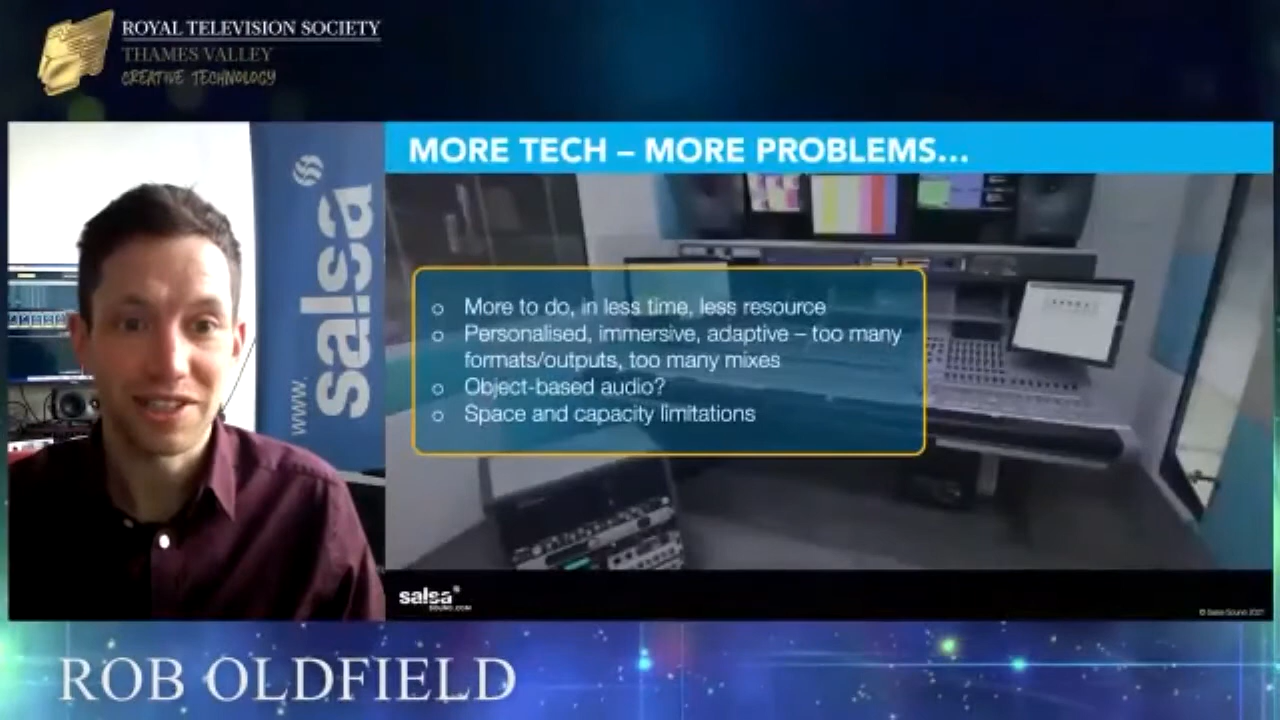 ROYAL TELEVISION SOCIETY
THAMES VALLEY
CREATIVE TECHNOLOGY
MORE TECH – MORE PROBLEMS...
www.
salsa
o More to do, in less time, less resource
o Personalised, immersive, adaptive – too many
formats/outputs, too many mixes
o Object-based audio?
o Space and capacity limitations
salsa
SOUND.COM
© Salsa Sound 2021
ROB OLDFIELD